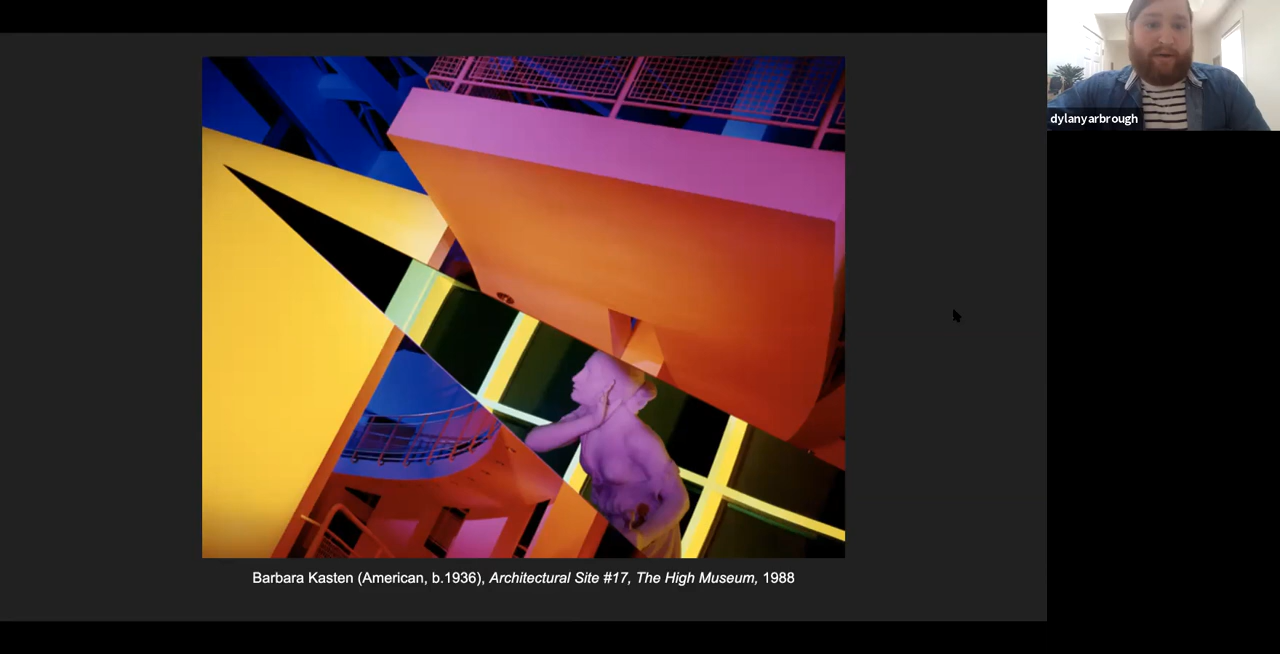 dylanyarbrough
Barbara Kasten (American, b.1936), Architectural Site #17, The High Museum, 1988